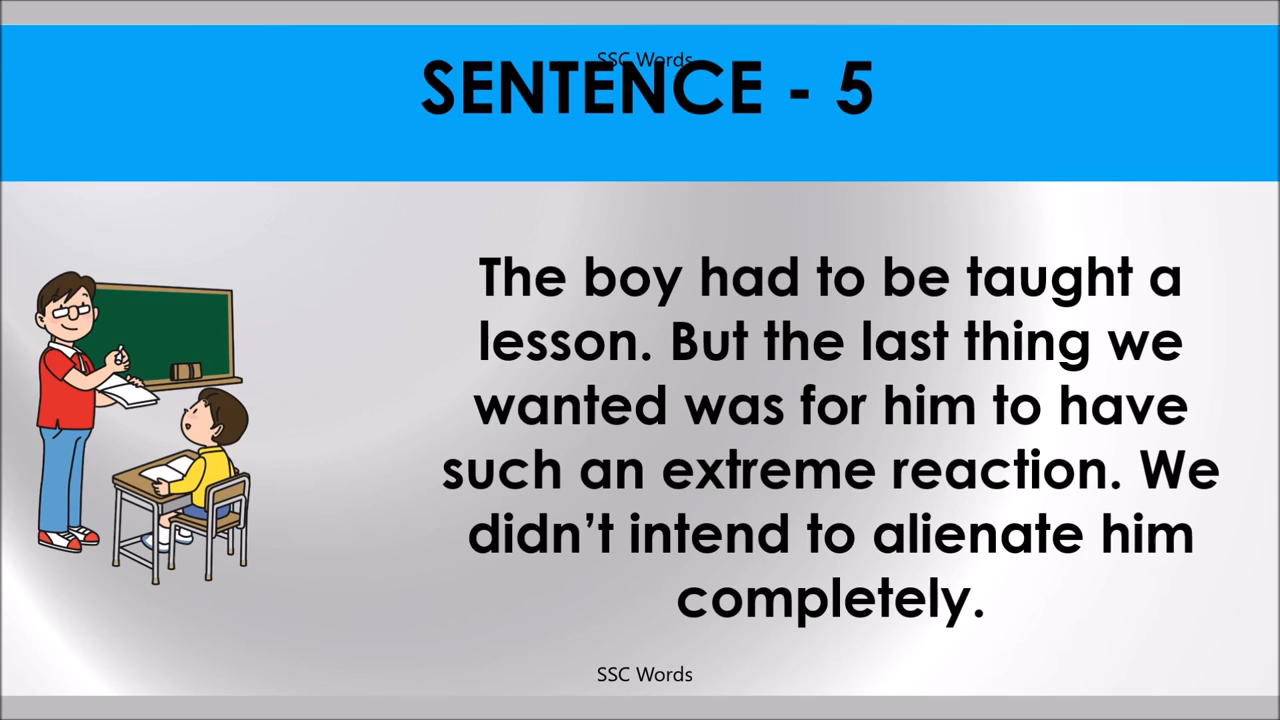 SSC Words
SENTENCE - 5
The boy had to be taught a
lesson. But the last thing we
wanted was for him to have
such an extreme reaction. We
didn’t intend to alienate him
completely.
SSC Words